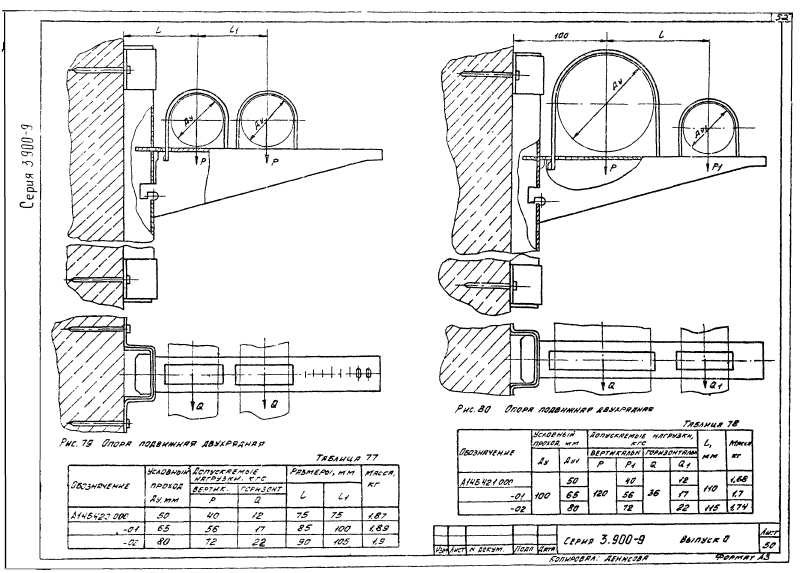 52
Серия 3.900-9
L
L1
100
L
Ду
Ду
Ду
Ду1
P
P
P
P1
Q
Q
Q
Q1
Рис. 79 Опора подвижная двухрядная
Рис. 80 Опора подвижная двухрядная
Таблица 77
Обозначение | Условный проход Ду, мм | Допускаемые нагрузки, кгс | Размеры, мм | Масса, кг
Вертик. P | Горизонт Q | L | L1
А14Б422.000 | 50 | 40 | 12 | 75 | 75 | 1,87
-01 | 65 | 56 | 17 | 85 | 100 | 1,89
-02 | 80 | 72 | 22 | 90 | 105 | 1,9
Таблица 78
Обозначение | Условный проход, мм | Допускаемые нагрузки, кгс | L, мм | Масса кг
Вертикальн | Горизонтальн
Ду | Ду1 | P | P1 | Q | Q1
А14Б421.000 | 100 | 50 | 120 | 40 | 36 | 12 | 110 | 1,68
-01 | 65 | 56 | 17 | 1,7
-02 | 80 | 72 | 22 | 115 | 1,74
Изм Лист N докум. Подп Дата
Серия 3.900-9 Выпуск 0
Лист
50
Копировал: Денисова Формат А3